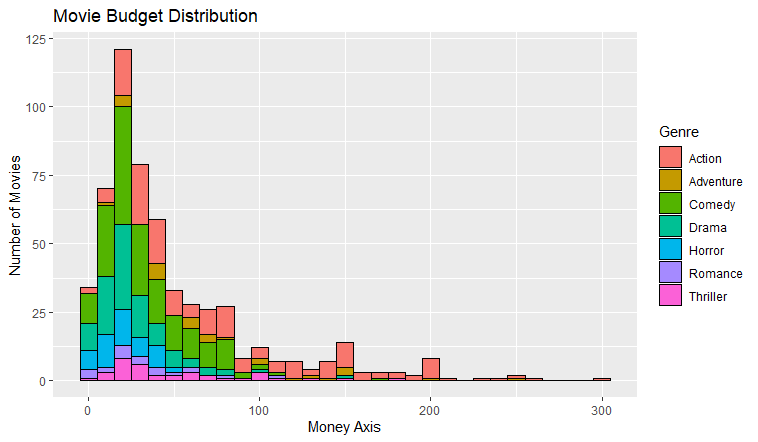 Movie Budget Distribution
Number of Movies
125
100
75
50
25
0
0
100
200
300
Money Axis
Genre
Action
Adventure
Comedy
Drama
Horror
Romance
Thriller